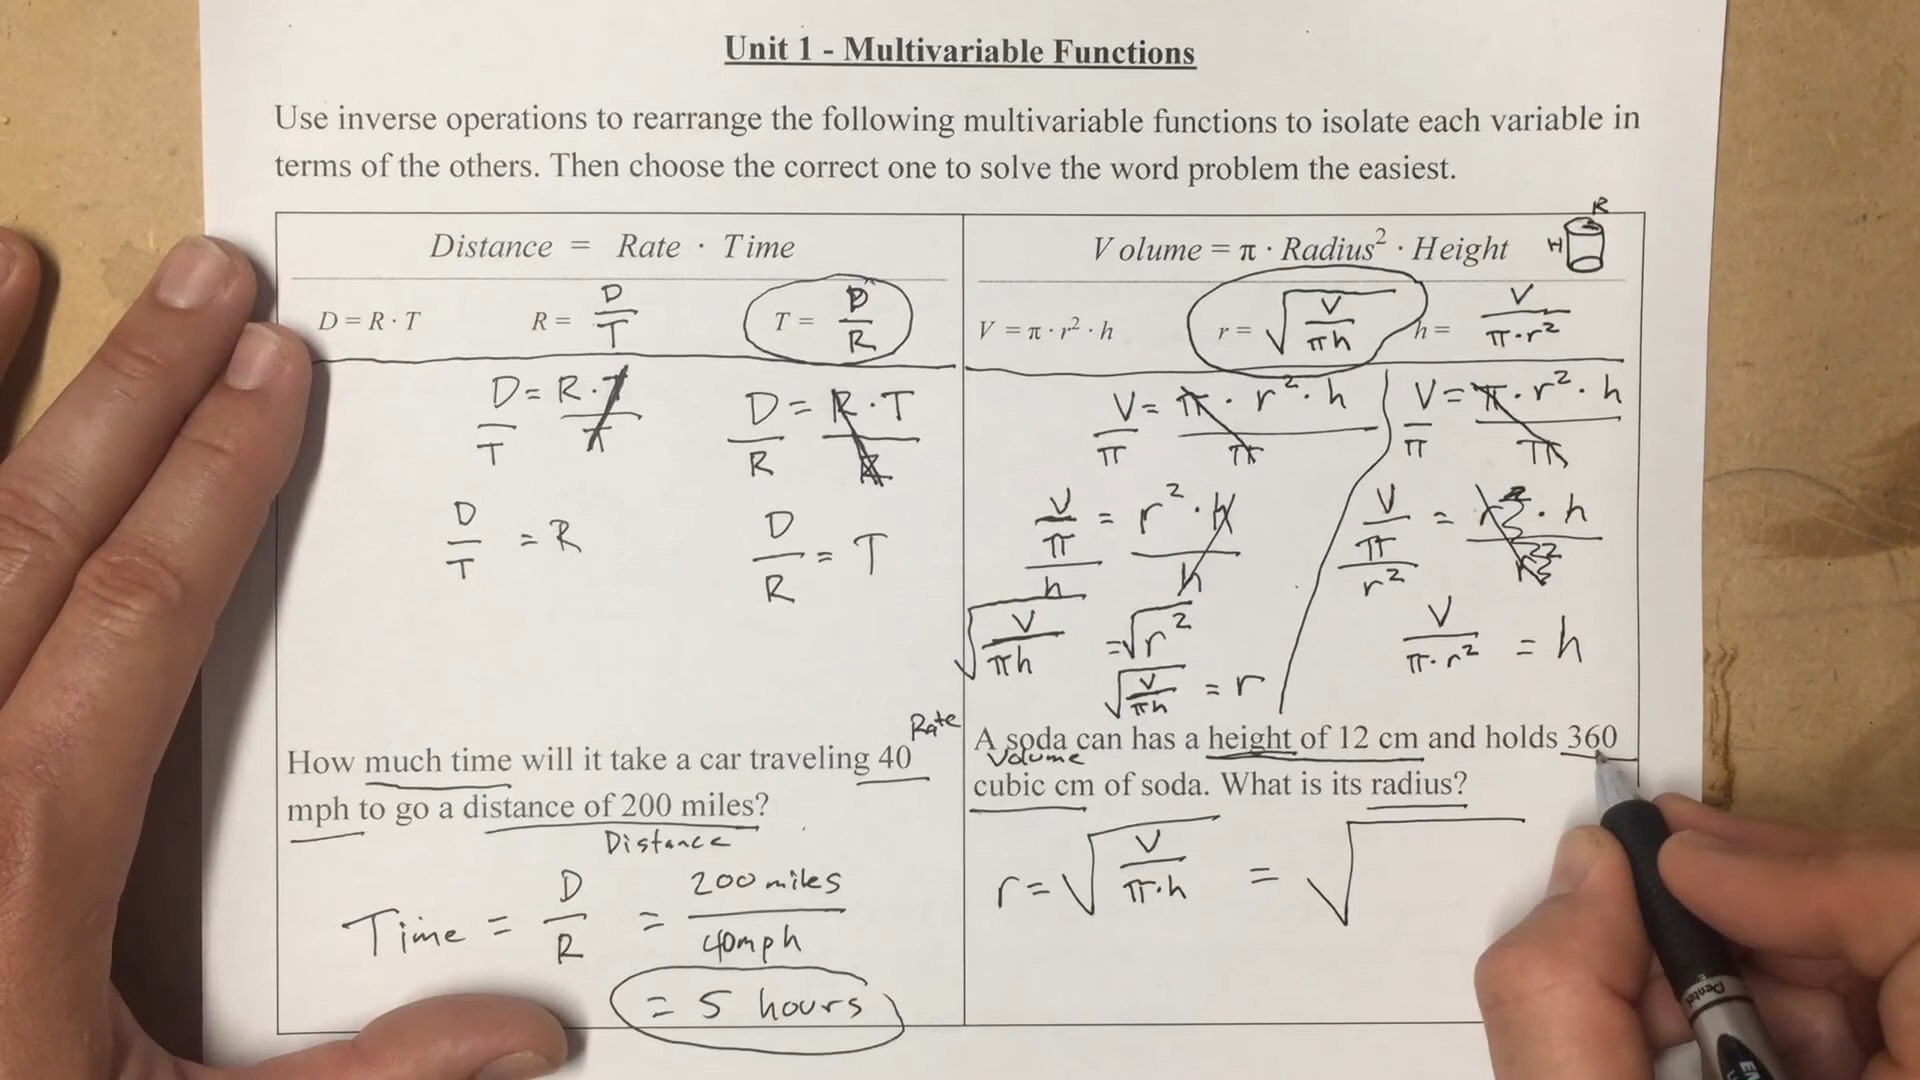 Unit 1 - Multivariable Functions
Use inverse operations to rearrange the following multivariable functions to isolate each variable in
terms of the others. Then choose the correct one to solve the word problem the easiest.
Distance = Rate · Time
D = R · T R = D/T T = D/R
D = R · T
T T
D/T = R
D = R · T
R R
D/R = T
How much time will it take a car traveling 40 Rate
mph to go a distance of 200 miles?
Distance
Time = D/R = 200 miles / 40 mph
= 5 hours
Volume = π · Radius² · Height
H R
V = π · r² · h r = √(V/πh) h = V/(π·r²)
V = π · r² · h
π π
V/π = r² · h
h h
√(V/πh) = √r²
√(V/πh) = r
V = π · r² · h
π π
V/π = r² · h
r² r²
V/(π·r²) = h
A soda can has a height of 12 cm and holds 360
Volume
cubic cm of soda. What is its radius?
r = √(V/π·h) = √
Pentel